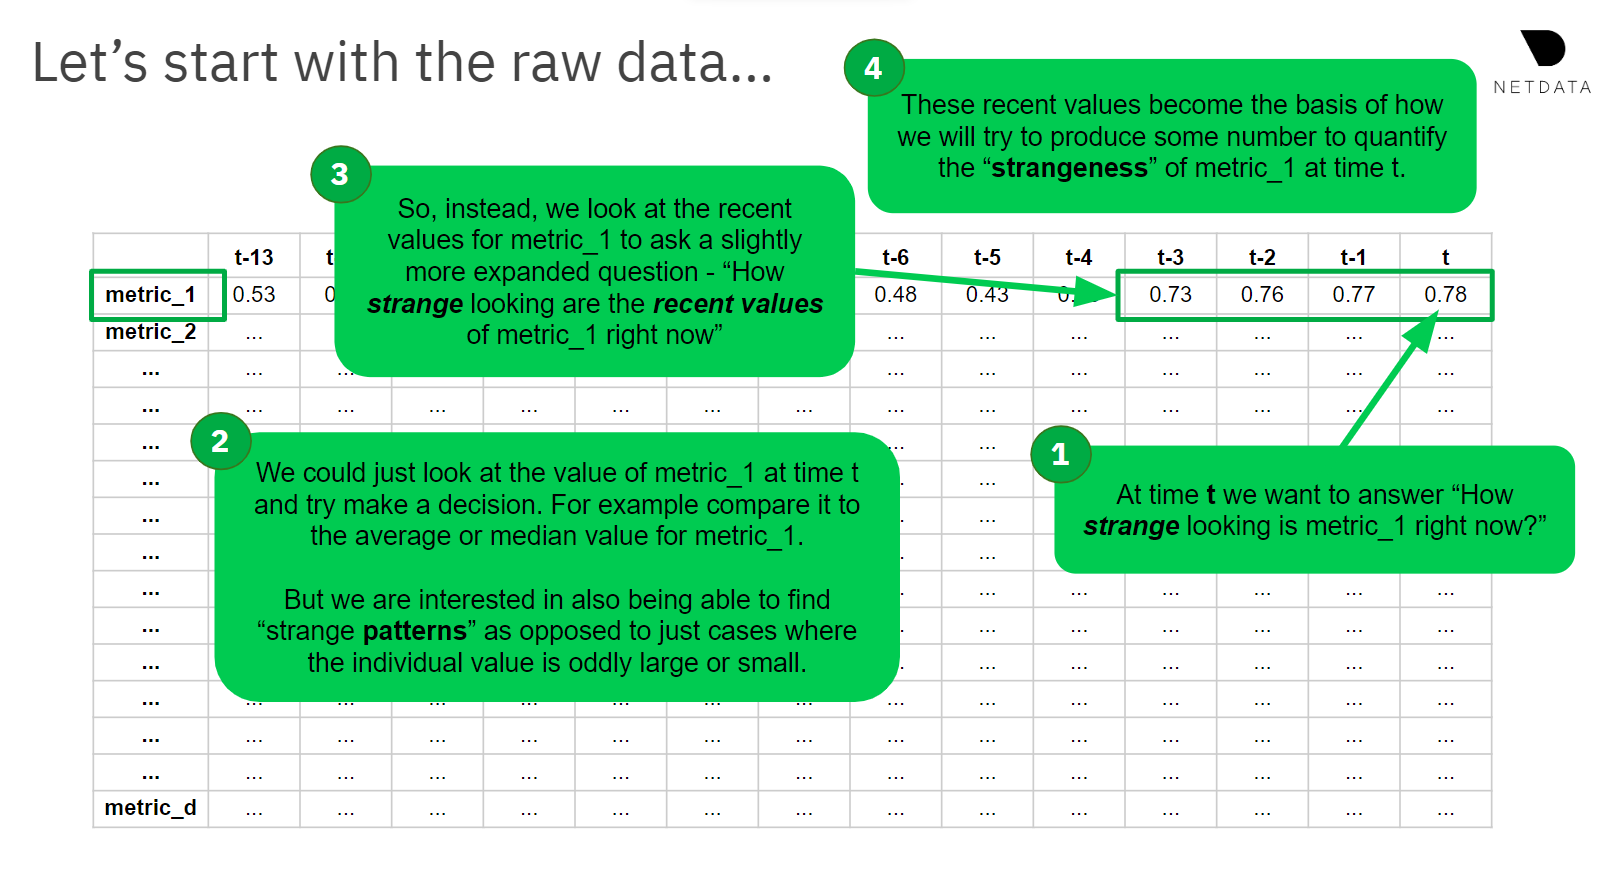 Let’s start with the raw data...
NETDATA
4
These recent values become the basis of how
we will try to produce some number to quantify
the “strangeness” of metric_1 at time t.
3
So, instead, we look at the recent
values for metric_1 to ask a slightly
more expanded question - “How
strange looking are the recent values
of metric_1 right now”
t-13 t-6 t-5 t-4 t-3 t-2 t-1 t
metric_1 0.53 0.48 0.43 0.73 0.76 0.77 0.78
metric_2 ... ... ... ... ... ... ... ...
... ... ... ... ... ... ... ... ... ...
... ... ... ... ... ... ... ... ... ... ... ... ... ... ...
2
We could just look at the value of metric_1 at time t
and try make a decision. For example compare it to
the average or median value for metric_1.
But we are interested in also being able to find
“strange patterns” as opposed to just cases where
the individual value is oddly large or small.
1
At time t we want to answer “How
strange looking is metric_1 right now?”
... ... ...
... ...
... ...
... ...
... ... ... ... ... ...
... ... ... ... ... ...
... ... ... ... ... ...
... ... ... ... ... ... ... ... ... ... ... ... ... ... ...
... ... ... ... ... ... ... ... ... ... ... ... ... ... ...
... ... ... ... ... ... ... ... ... ... ... ... ... ... ...
metric_d ... ... ... ... ... ... ... ... ... ... ... ... ... ...